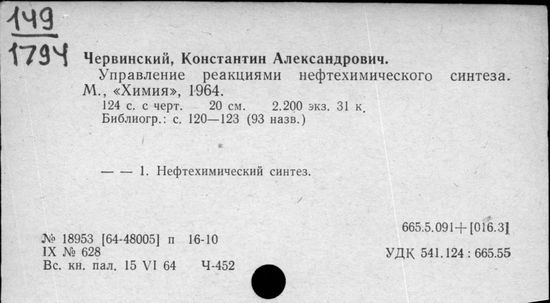 149
1794
Червинский, Константин Александрович.
Управление реакциями нефтехимического синтеза.
М., «Химия», 1964.
124 с. с черт. 20 см. 2.200 экз. 31 к.
Библиогр.: с. 120—123 (93 назв.)
— — 1. Нефтехимический синтез.
665.5.091+[016.3]
№ 18953 [64-48005] п 16-10
IX № 628
УДК 541.124 : 665.55
Вс. кн. пал. 15 VI 64 Ч-452